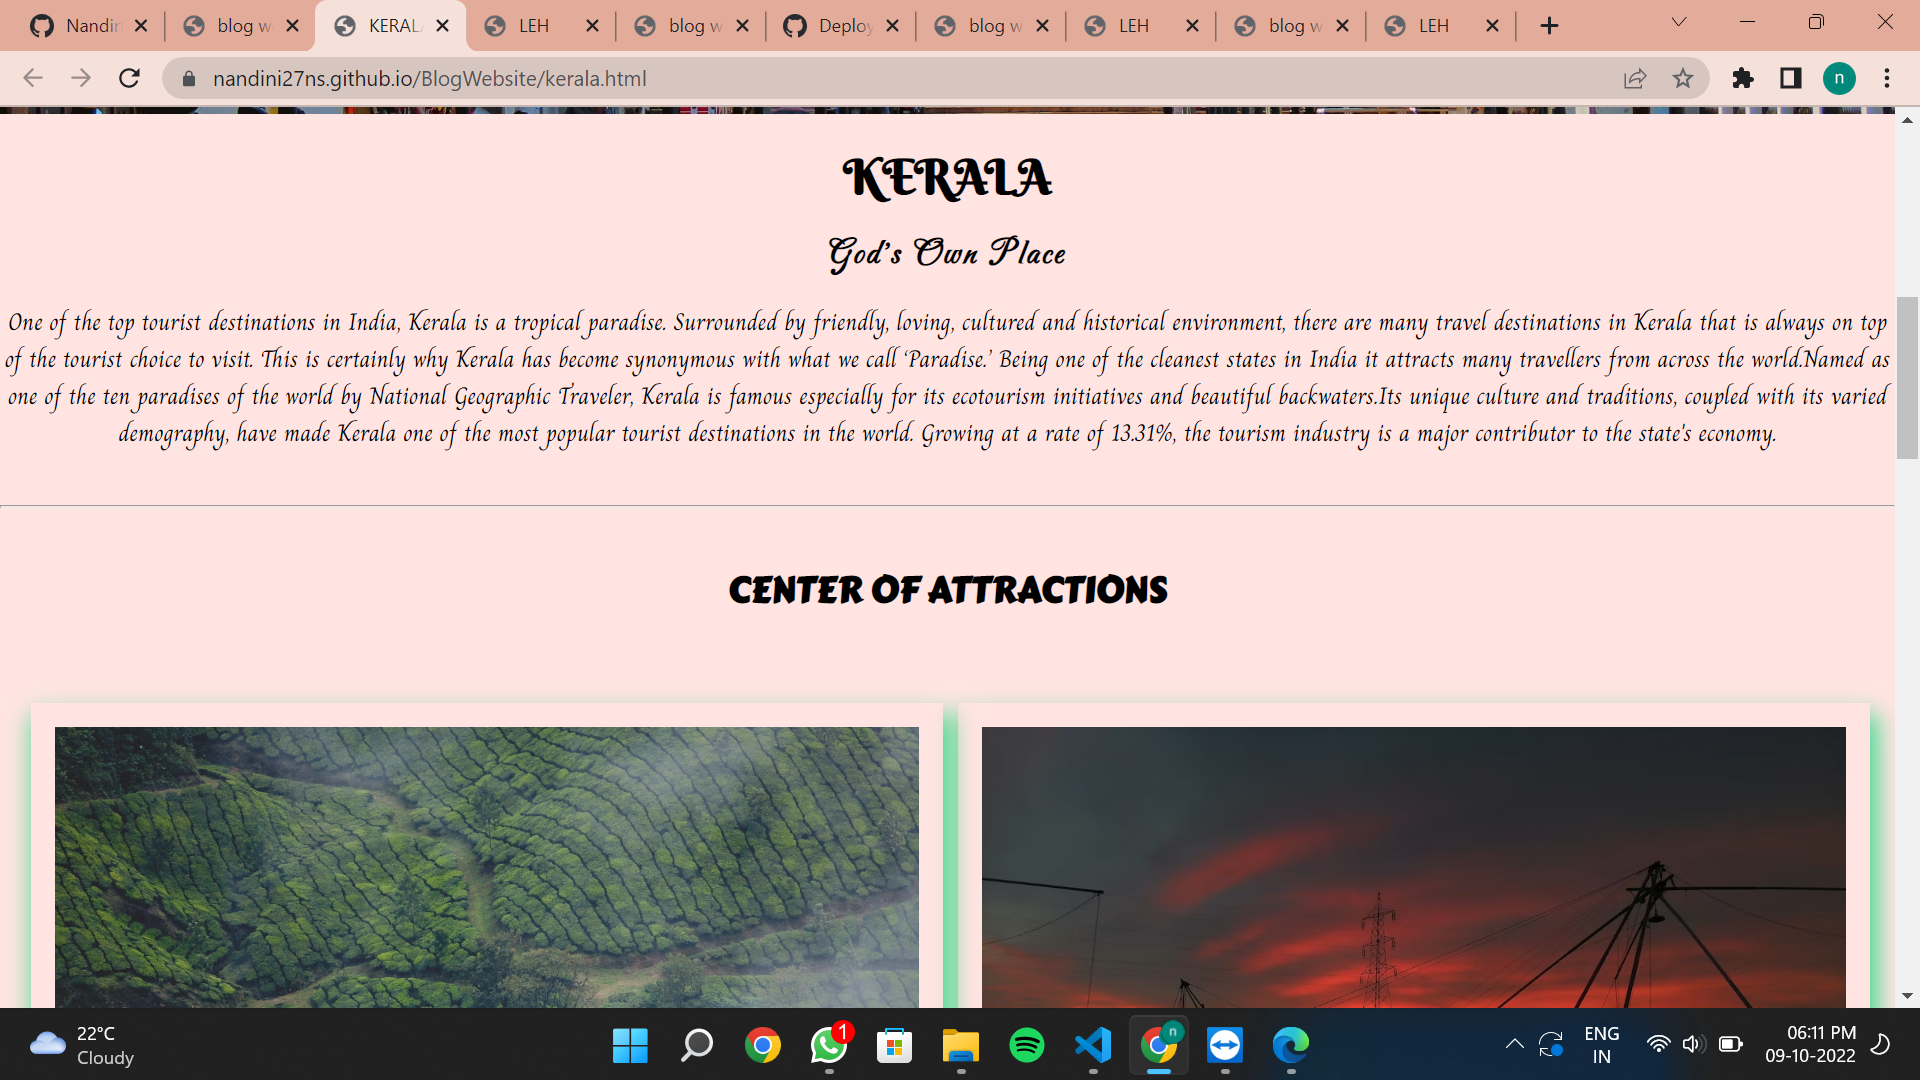 Nandin
blog w
KERAL
LEH
blog w
Deploy
blog w
LEH
blog w
LEH
nandini27ns.github.io/BlogWebsite/kerala.html
n
KERALA
God's Own Place
One of the top tourist destinations in India, Kerala is a tropical paradise. Surrounded by friendly, loving, cultured and historical environment, there are many travel destinations in Kerala that is always on top
of the tourist choice to visit. This is certainly why Kerala has become synonymous with what we call ‘Paradise.’ Being one of the cleanest states in India it attracts many travellers from across the world.Named as
one of the ten paradises of the world by National Geographic Traveler, Kerala is famous especially for its ecotourism initiatives and beautiful backwaters.Its unique culture and traditions, coupled with its varied
demography, have made Kerala one of the most popular tourist destinations in the world. Growing at a rate of 13.31%, the tourism industry is a major contributor to the state's economy.
CENTER OF ATTRACTIONS
22°C
Cloudy
1
n
ENG
IN
06:11 PM
09-10-2022